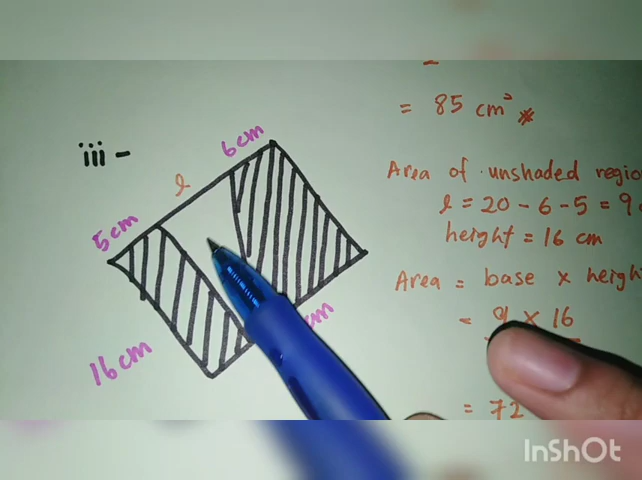 = 85 cm²
iii -
6cm
l
5cm
16cm
cm
Area of unshaded regio
l = 20 - 6 - 5 = 9
height = 16 cm
Area = base x heigh
= 9 x 16
= 72
InShOt